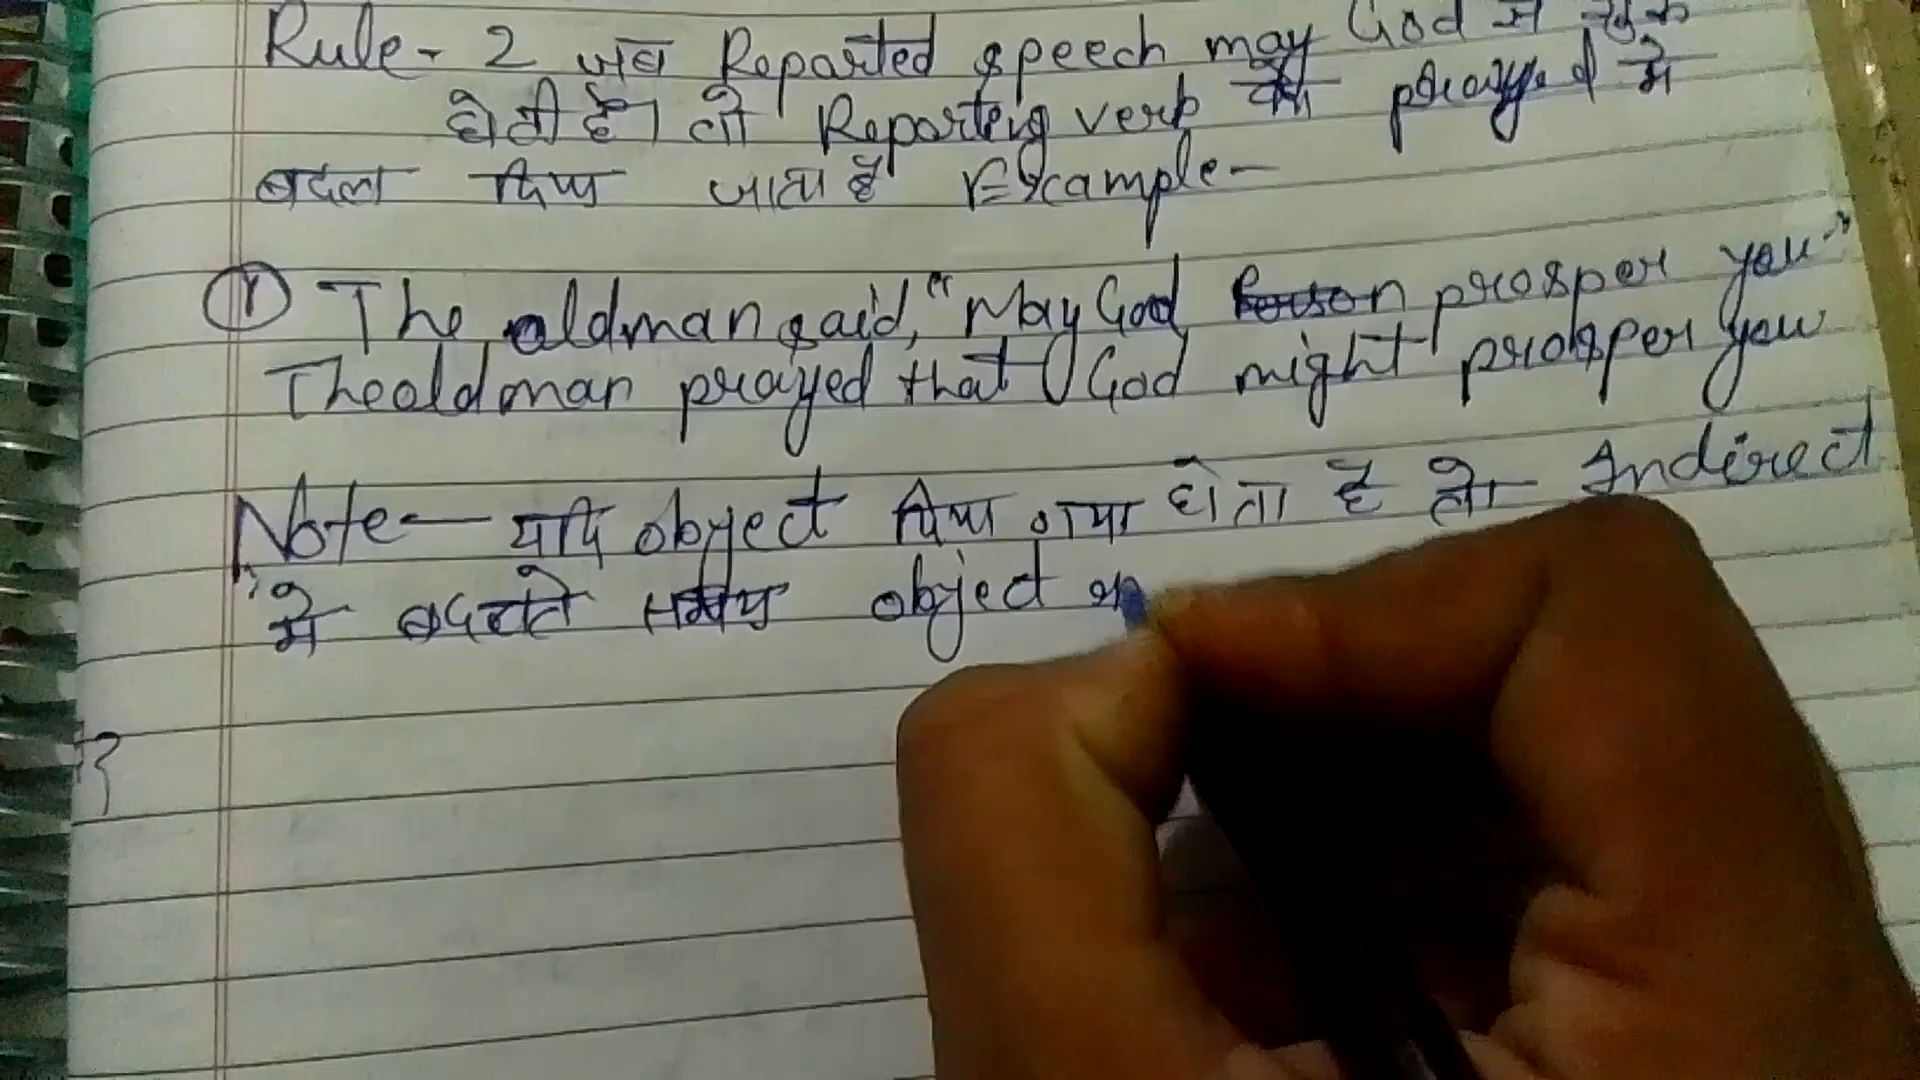 Rule - 2 जब Reported speech may God से शुरू
होती है। तो Reporting verb को prayed में
बदल दिया जाता है Example-
① The oldman said, "May God prosper you"
The oldman prayed that God might prosper you
Note - यदि object दिया गया होता है तो Indirect
में बदलते समय object